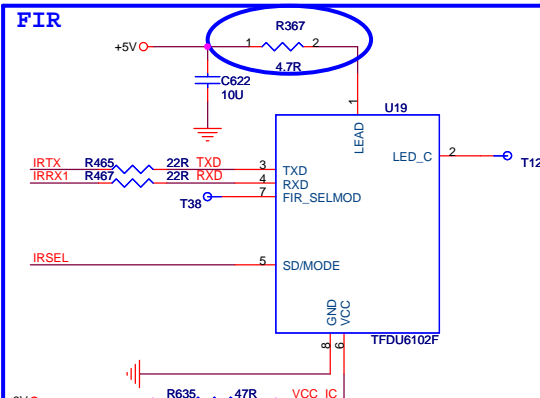 FIR
R367
+5V
1
2
4.7R
C622
10U
1
U19
LEAD
LED_C
2
T12
IRTX
R465
22R
TXD
3
TXD
IRRX1
R467
22R
RXD
4
RXD
T38
7
FIR_SELMOD
IRSEL
5
SD/MODE
GND
VCC
8
6
TFDU6102F
R635
47R
VCC_IC